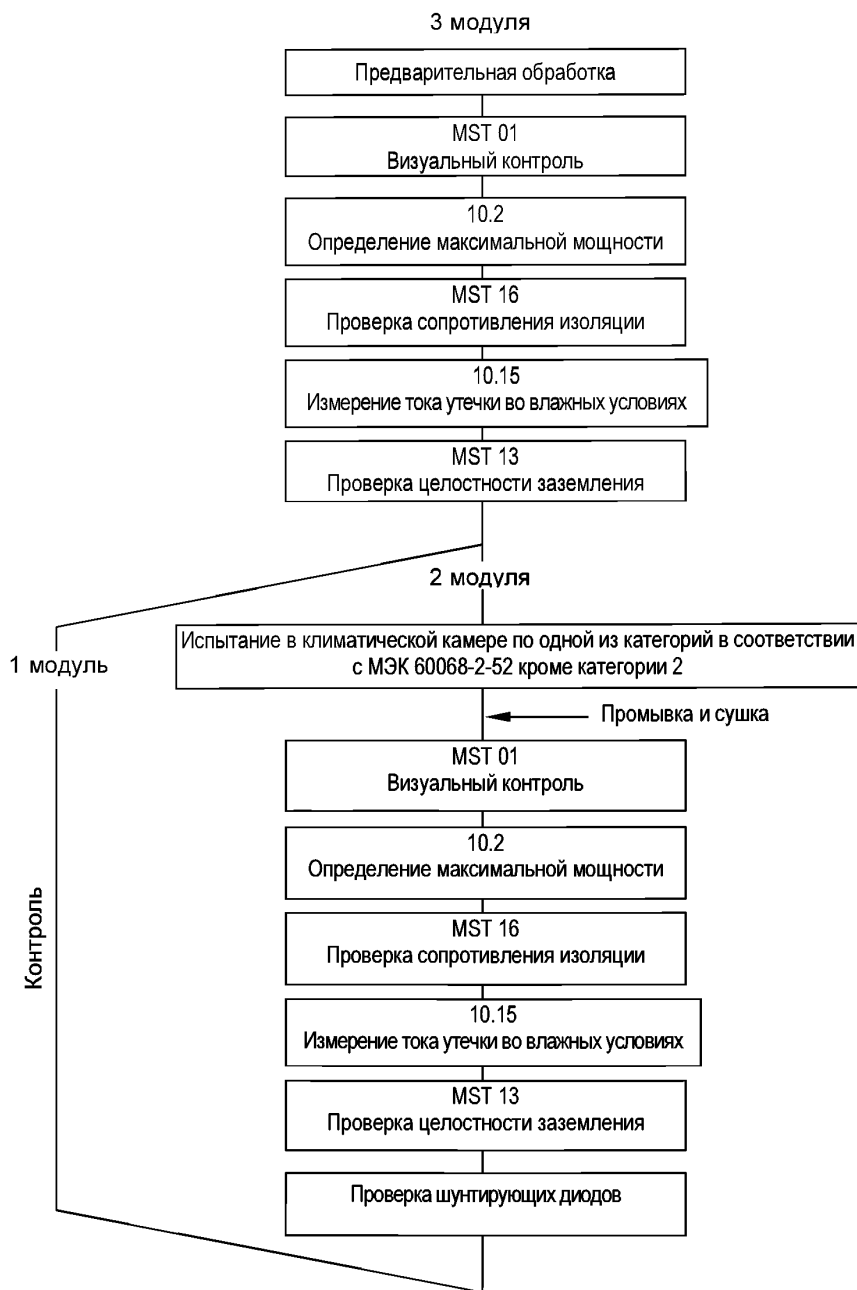 3 модуля
Предварительная обработка
MST 01
Визуальный контроль
10.2
Определение максимальной мощности
MST 16
Проверка сопротивления изоляции
10.15
Измерение тока утечки во влажных условиях
MST 13
Проверка целостности заземления
2 модуля
1 модуль
Испытание в климатической камере по одной из категорий в соответствии
с МЭК 60068-2-52 кроме категории 2
Промывка и сушка
MST 01
Визуальный контроль
10.2
Определение максимальной мощности
MST 16
Проверка сопротивления изоляции
10.15
Измерение тока утечки во влажных условиях
MST 13
Проверка целостности заземления
Проверка шунтирующих диодов
Контроль